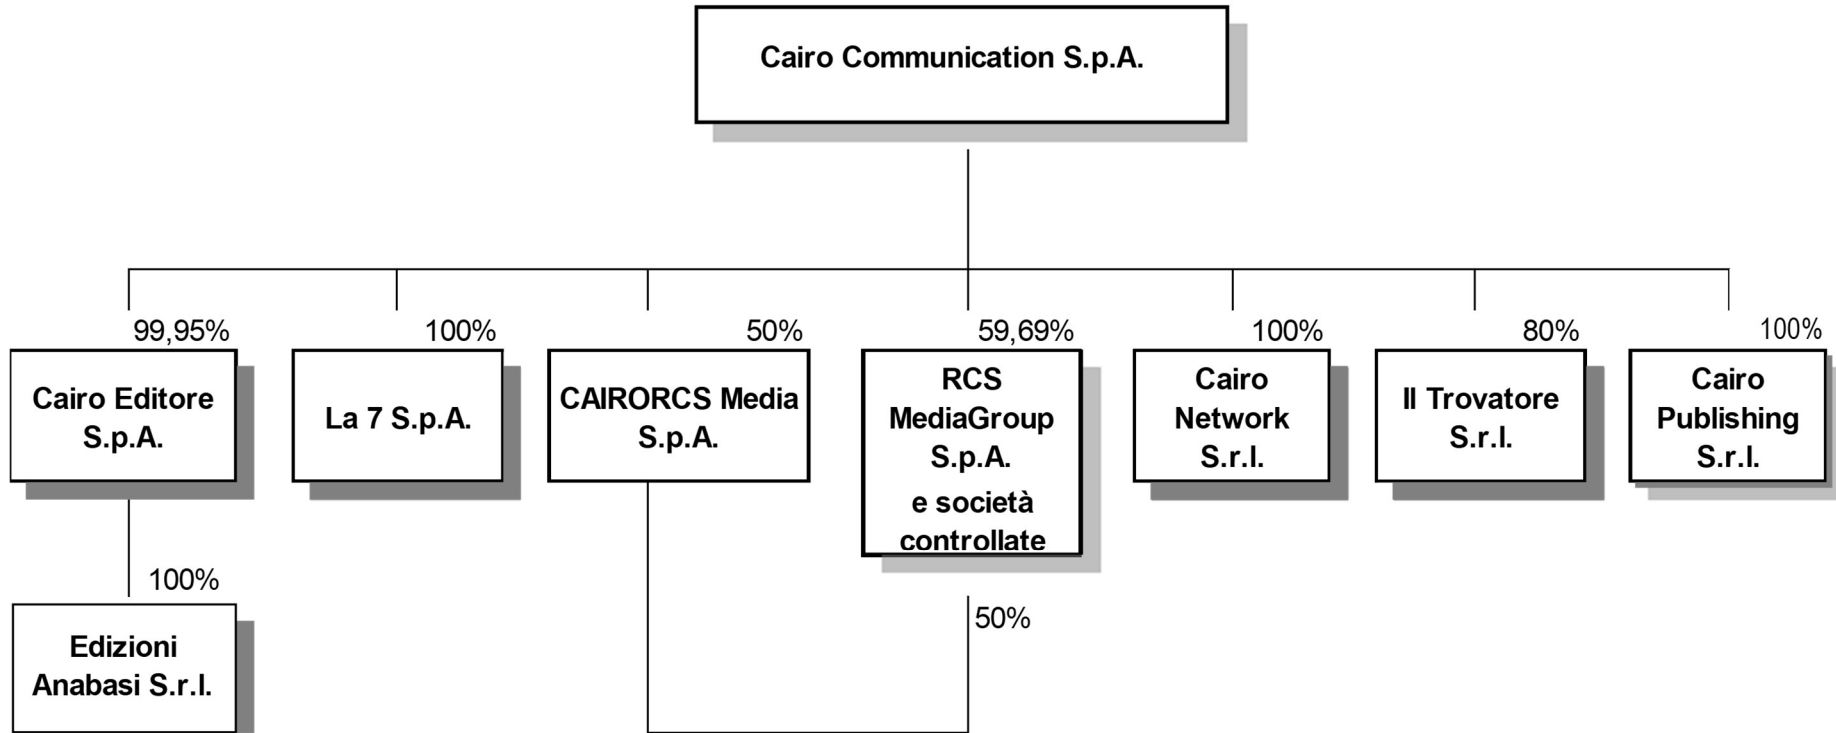 Cairo Communication S.p.A.
99,95%
100%
50%
59,69%
100%
80%
100%
Cairo Editore
S.p.A.
La 7 S.p.A.
CAIRORCS Media
S.p.A.
RCS
MediaGroup
S.p.A.
e società
controllate
Cairo
Network
S.r.l.
Il Trovatore
S.r.l.
Cairo
Publishing
S.r.l.
100%
50%
Edizioni
Anabasi S.r.l.